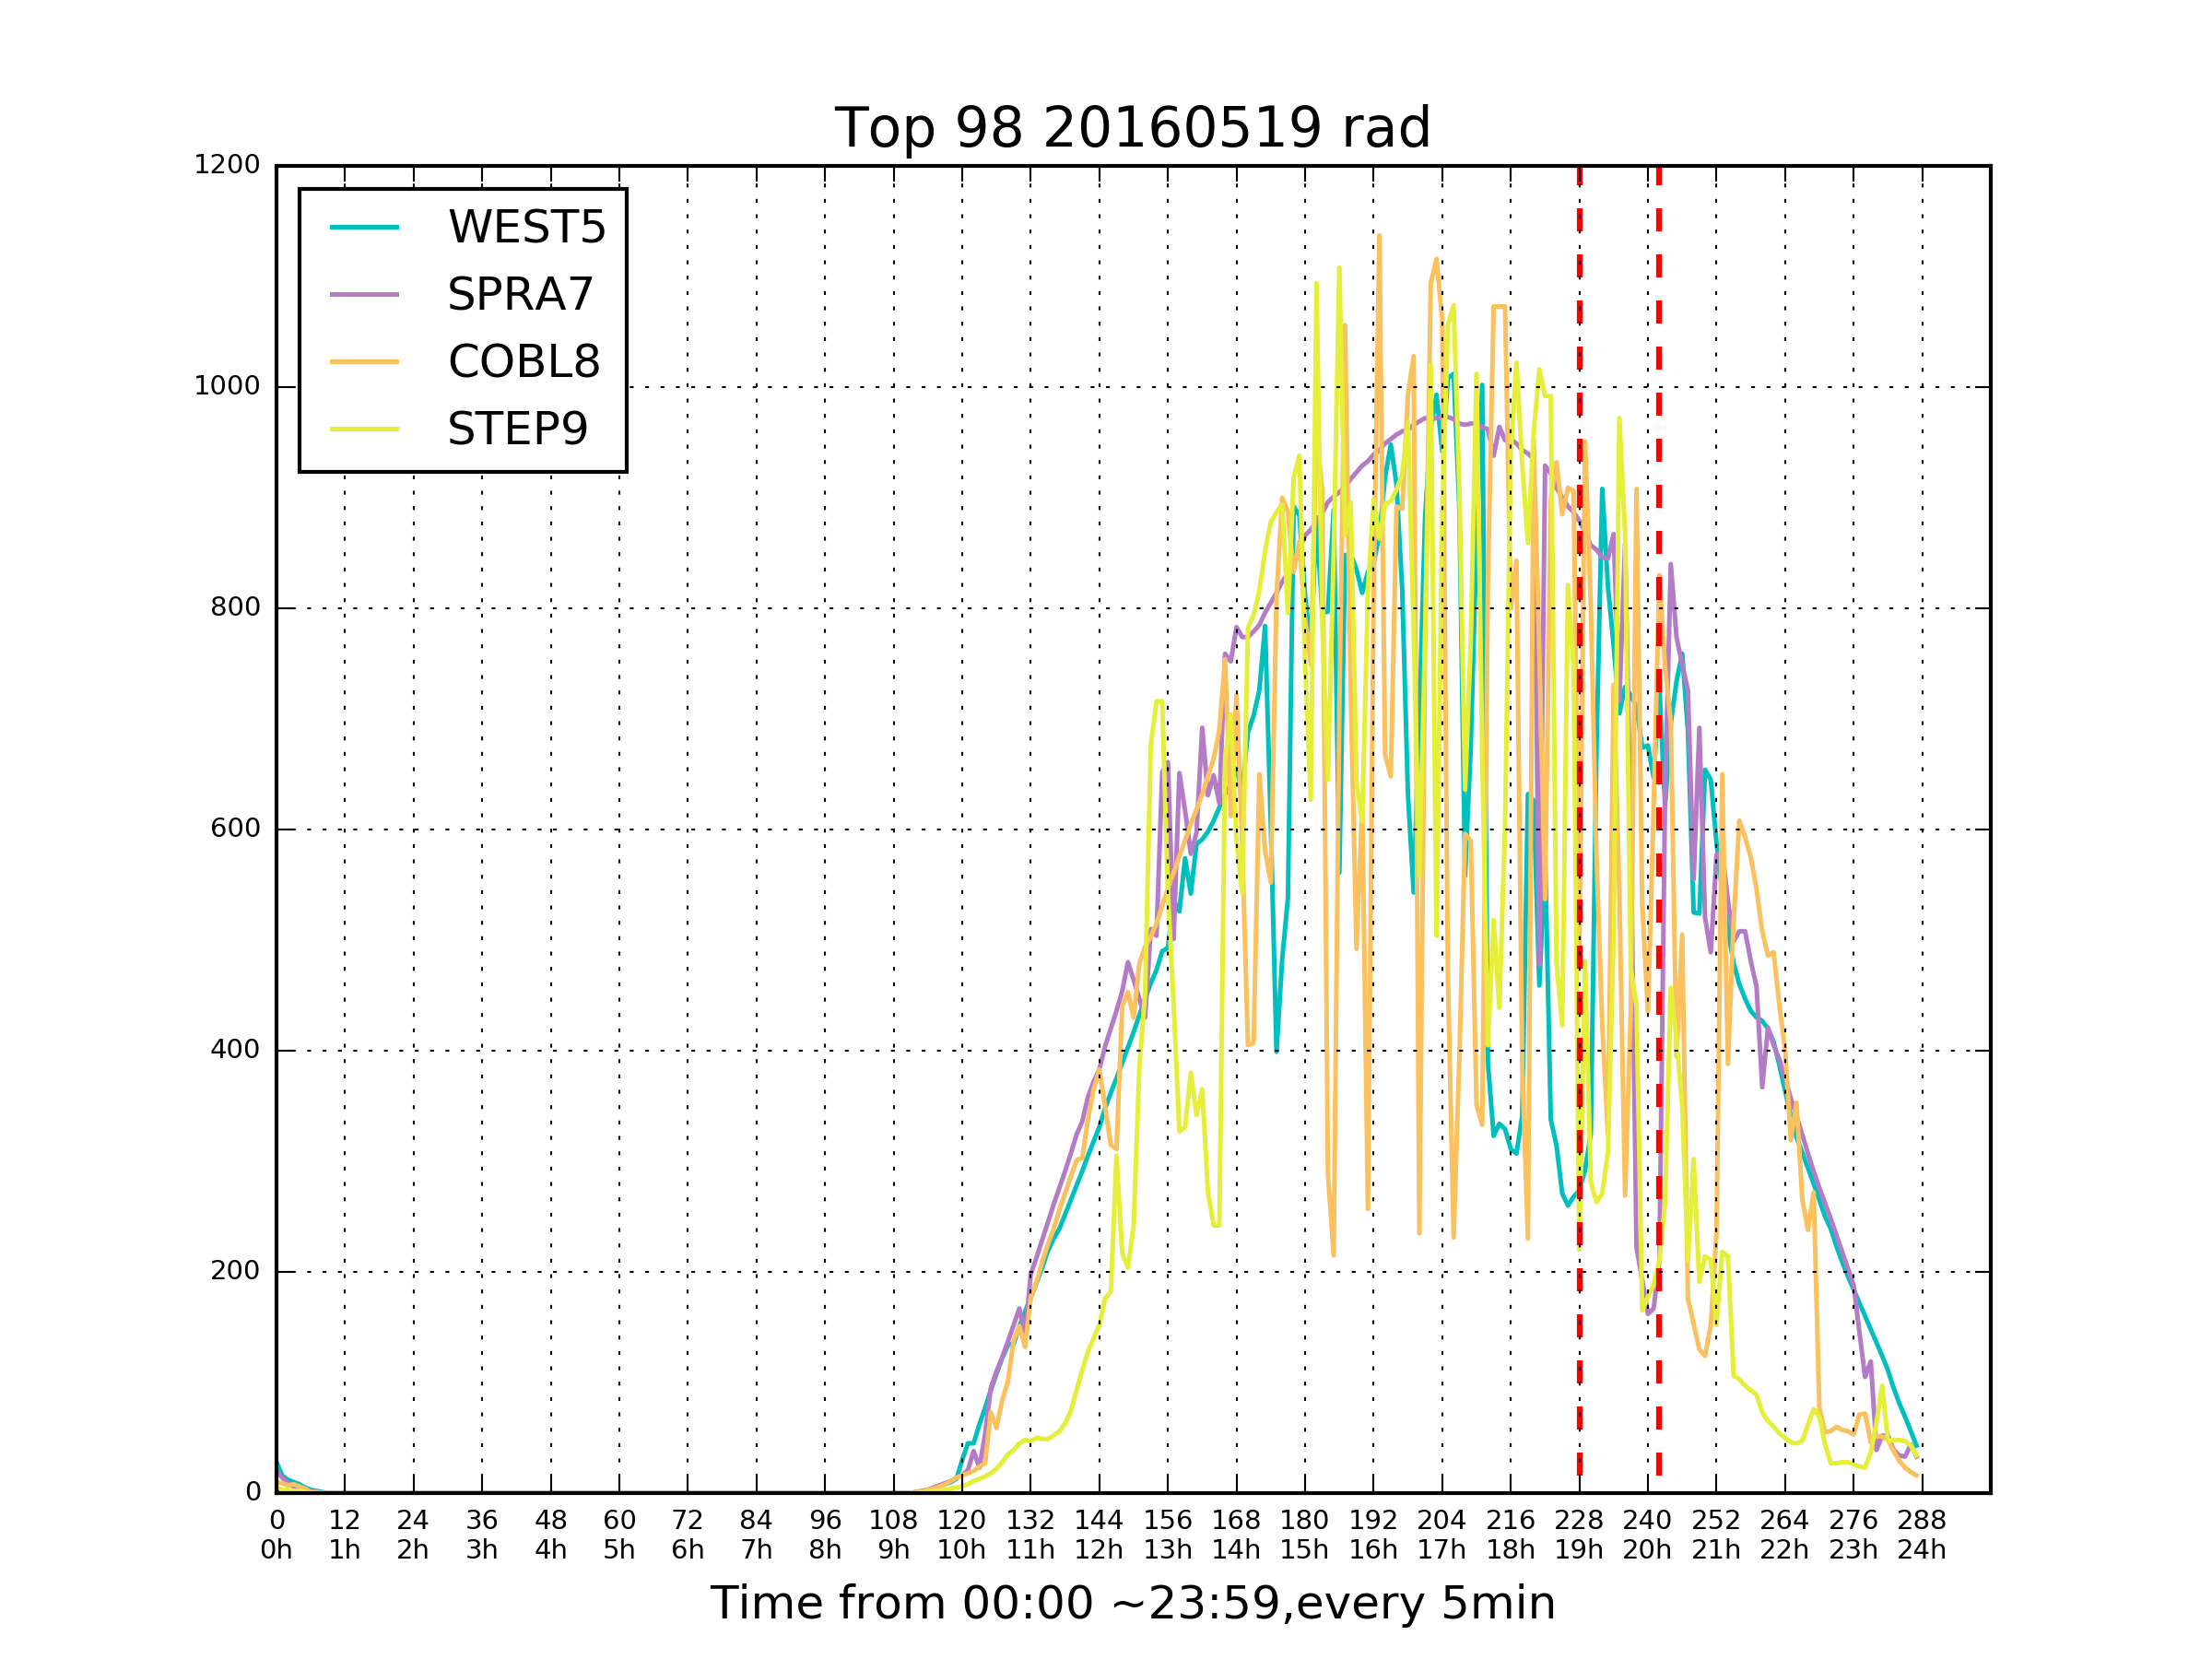 Top 98 20160519 rad
1200
1000
800
600
400
200
0
WEST5
SPRA7
COBL8
STEP9
0 12 24 36 48 60 72 84 96 108 120 132 144 156 168 180 192 204 216 228 240 252 264 276 288
0h 1h 2h 3h 4h 5h 6h 7h 8h 9h 10h 11h 12h 13h 14h 15h 16h 17h 18h 19h 20h 21h 22h 23h 24h
Time from 00:00 ~23:59,every 5min